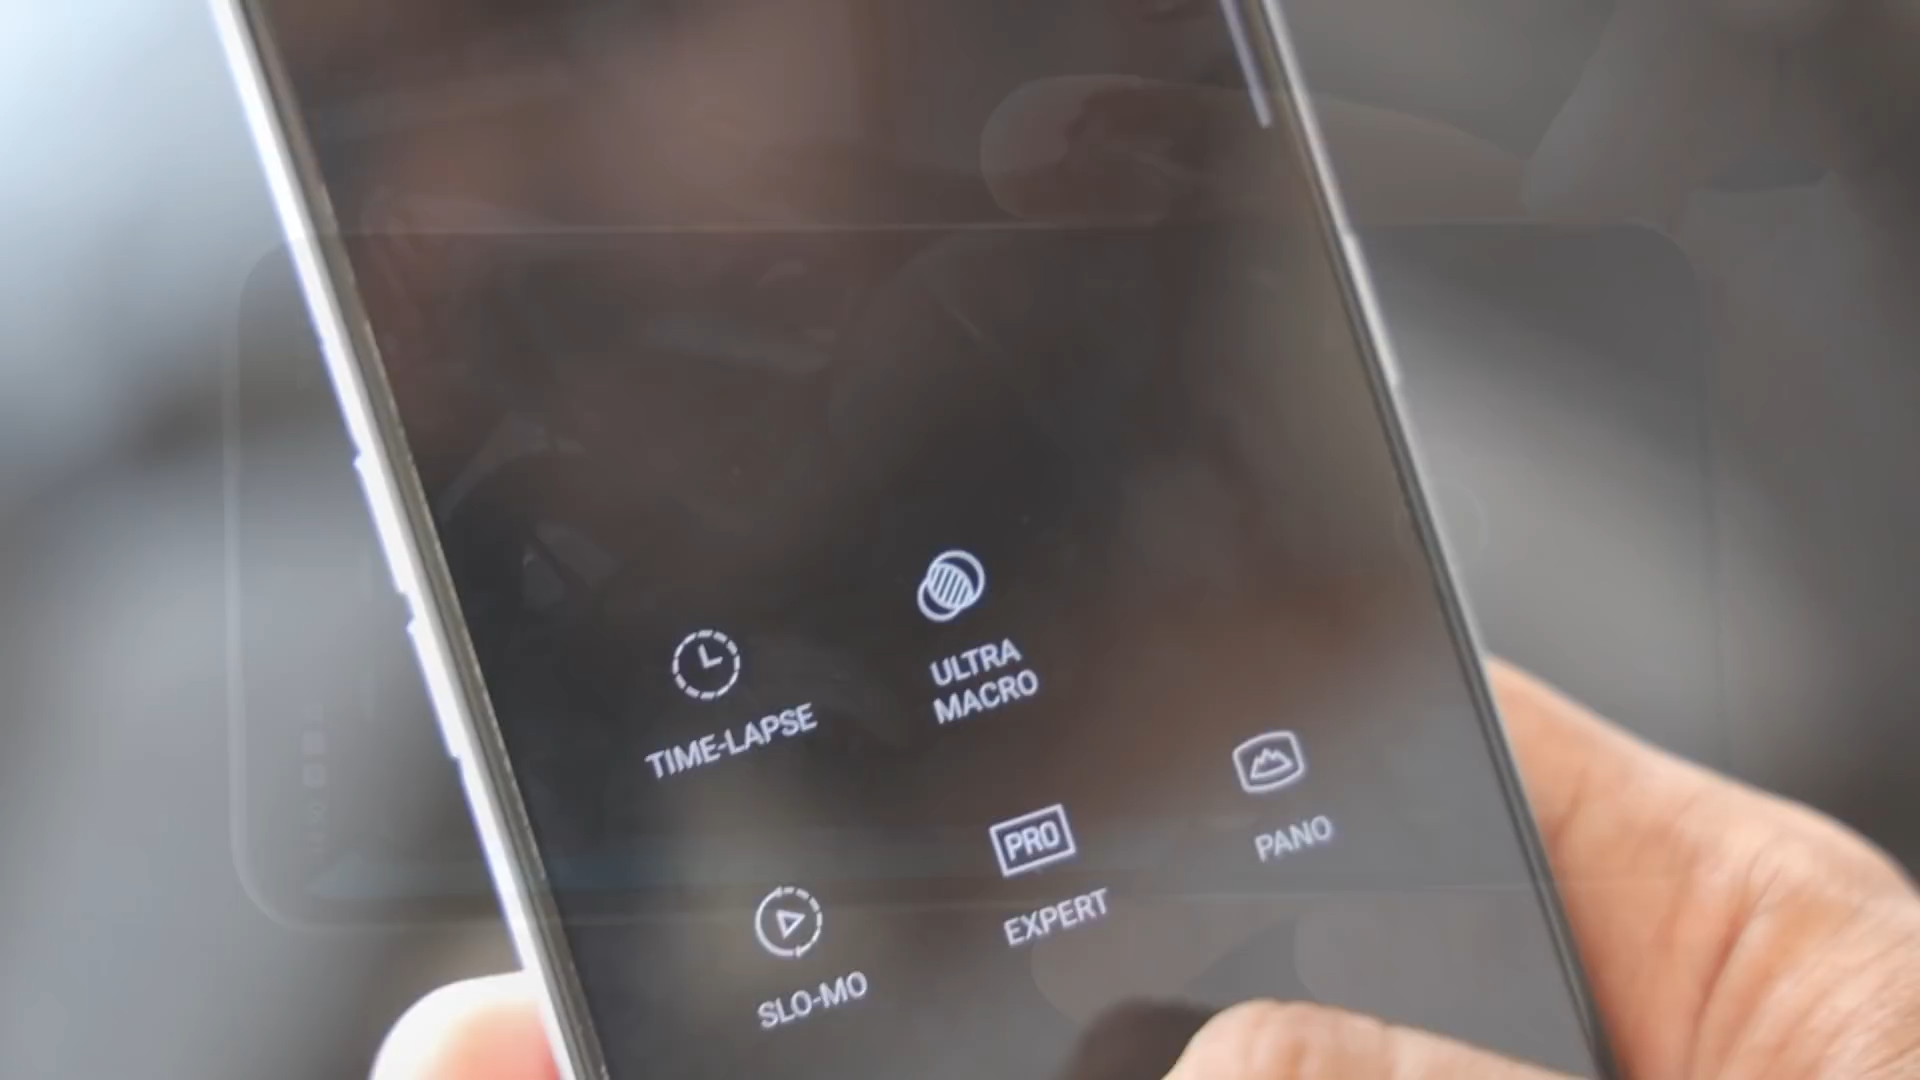 TIME-LAPSE
ULTRA
MACRO
SLO-MO
PRO
EXPERT
PANO